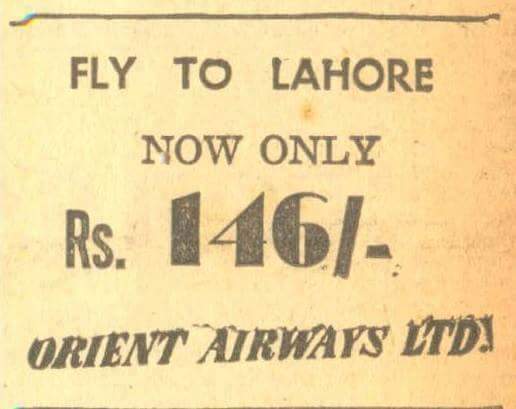 FLY TO LAHORE
NOW ONLY
Rs. 146/-
ORIENT AIRWAYS LTD.